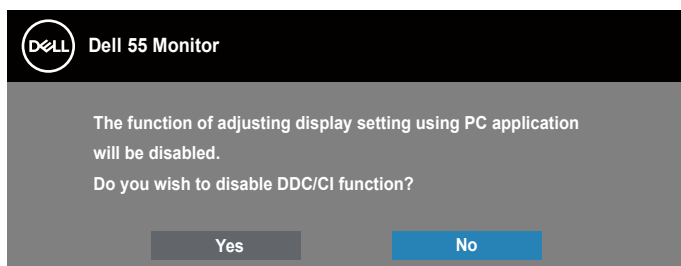 DELL Dell 55 Monitor
The function of adjusting display setting using PC application
will be disabled.
Do you wish to disable DDC/CI function?
Yes No